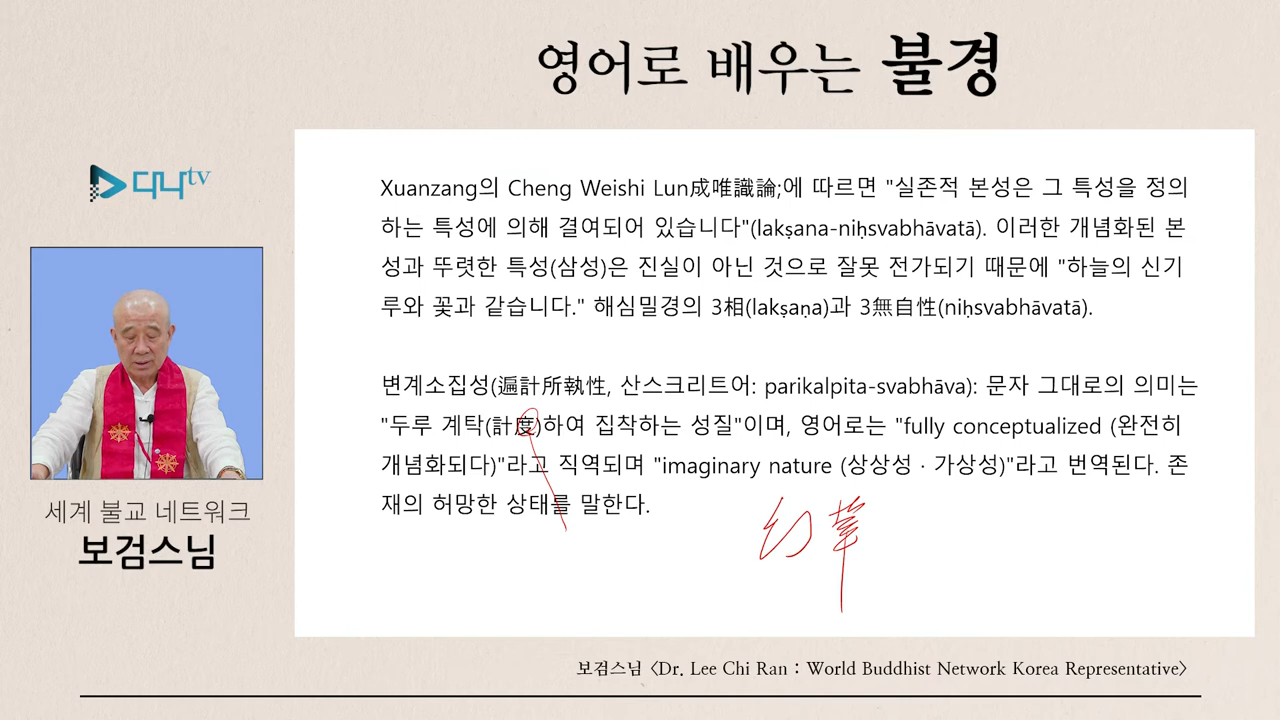 영어로 배우는 불경
디나tv
Xuanzang의 Cheng Weishi Lun成唯識論;에 따르면 "실존적 본성은 그 특성을 정의
하는 특성에 의해 결여되어 있습니다"(lakṣana-niḥsvabhāvatā). 이러한 개념화된 본
성과 뚜렷한 특성(삼성)은 진실이 아닌 것으로 잘못 전가되기 때문에 "하늘의 신기
루와 꽃과 같습니다." 해심밀경의 3相(lakṣaṇa)과 3無自性(niḥsvabhāvatā).
변계소집성(遍計所執性, 산스크리트어: parikalpita-svabhāva): 문자 그대로의 의미는
"두루 계탁(計度)하여 집착하는 성질"이며, 영어로는 "fully conceptualized (완전히
개념화되다)"라고 직역되며 "imaginary nature (상상성 · 가상성)"라고 번역된다. 존
재의 허망한 상태를 말한다.
세계 불교 네트워크
보검스님
보검스님 <Dr. Lee Chi Ran : World Buddhist Network Korea Representative>